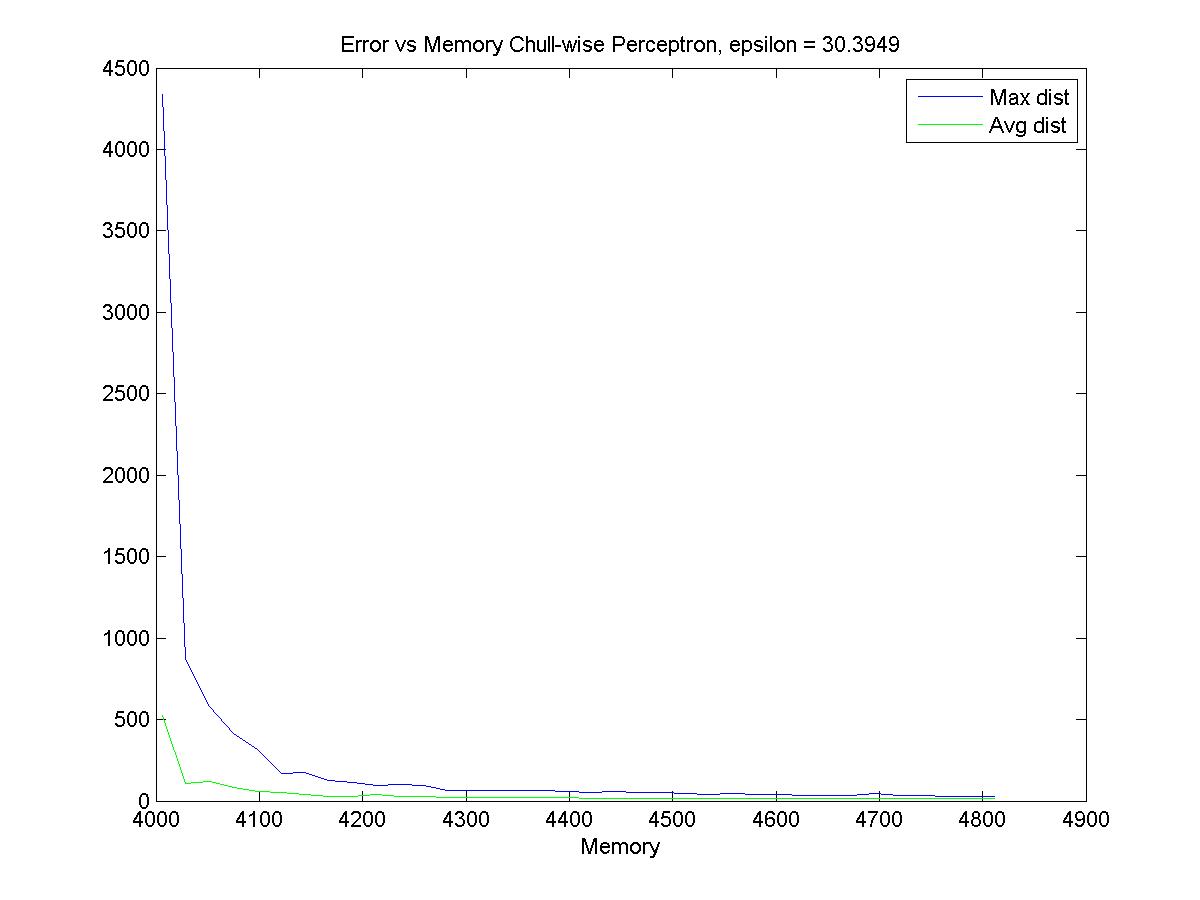 Error vs Memory Chull-wise Perceptron, epsilon = 30.3949
4500
4000
3500
3000
2500
2000
1500
1000
500
0
Max dist
Avg dist
4000 4100 4200 4300 4400 4500 4600 4700 4800 4900
Memory